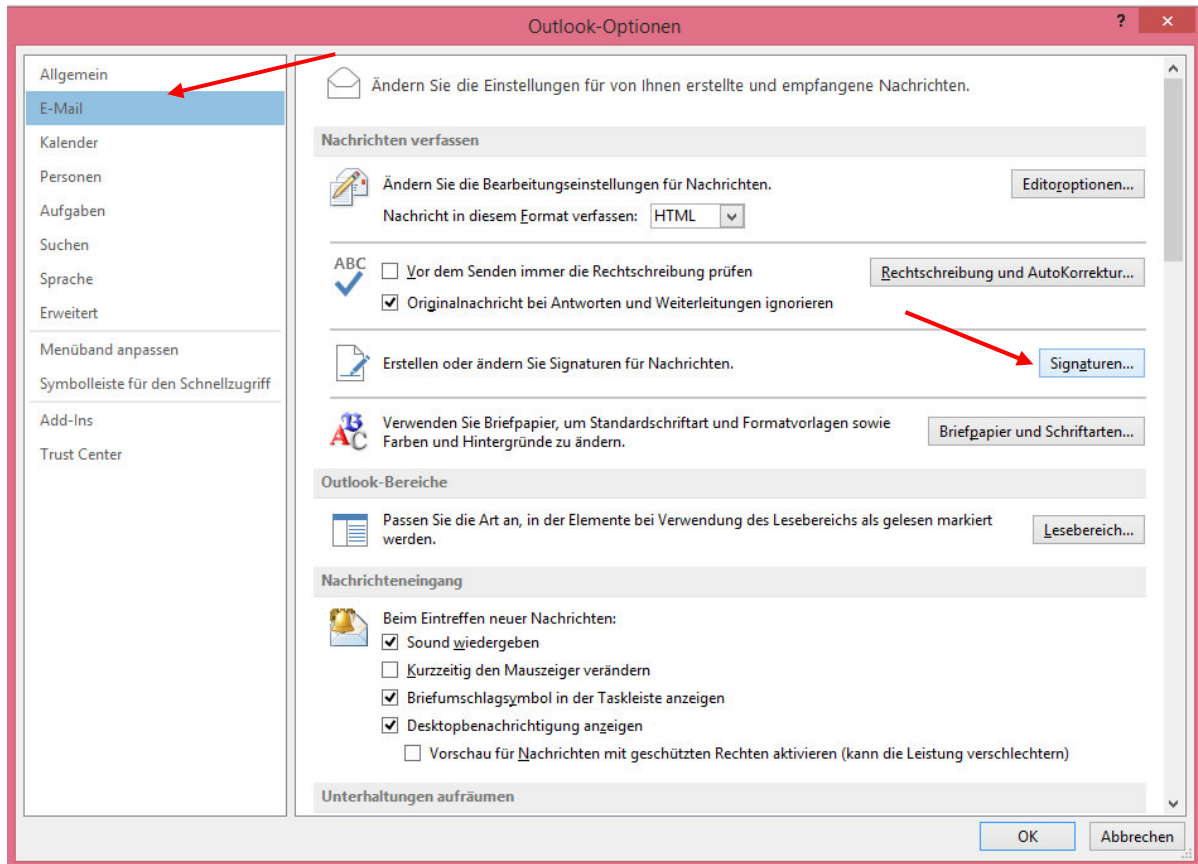 Outlook-Optionen
? ×
Allgemein
E-Mail
Kalender
Personen
Aufgaben
Suchen
Sprache
Erweitert
Menüband anpassen
Symbolleiste für den Schnellzugriff
Add-Ins
Trust Center
Ändern Sie die Einstellungen für von Ihnen erstellte und empfangene Nachrichten.
Nachrichten verfassen
Ändern Sie die Bearbeitungseinstellungen für Nachrichten.
Editoroptionen...
Nachricht in diesem Format verfassen: HTML
ABC
Vor dem Senden immer die Rechtschreibung prüfen
Rechtschreibung und AutoKorrektur...
Originalnachricht bei Antworten und Weiterleitungen ignorieren
Erstellen oder ändern Sie Signaturen für Nachrichten.
Signaturen...
Verwenden Sie Briefpapier, um Standardschriftart und Formatvorlagen sowie
Farben und Hintergründe zu ändern.
Briefpapier und Schriftarten...
Outlook-Bereiche
Passen Sie die Art an, in der Elemente bei Verwendung des Lesebereichs als gelesen markiert
werden.
Lesebereich...
Nachrichteneingang
Beim Eintreffen neuer Nachrichten:
Sound wiedergeben
Kurzzeitig den Mauszeiger verändern
Briefumschlagsymbol in der Taskleiste anzeigen
Desktopbenachrichtigung anzeigen
Vorschau für Nachrichten mit geschützten Rechten aktivieren (kann die Leistung verschlechtern)
Unterhaltungen aufräumen
OK
Abbrechen